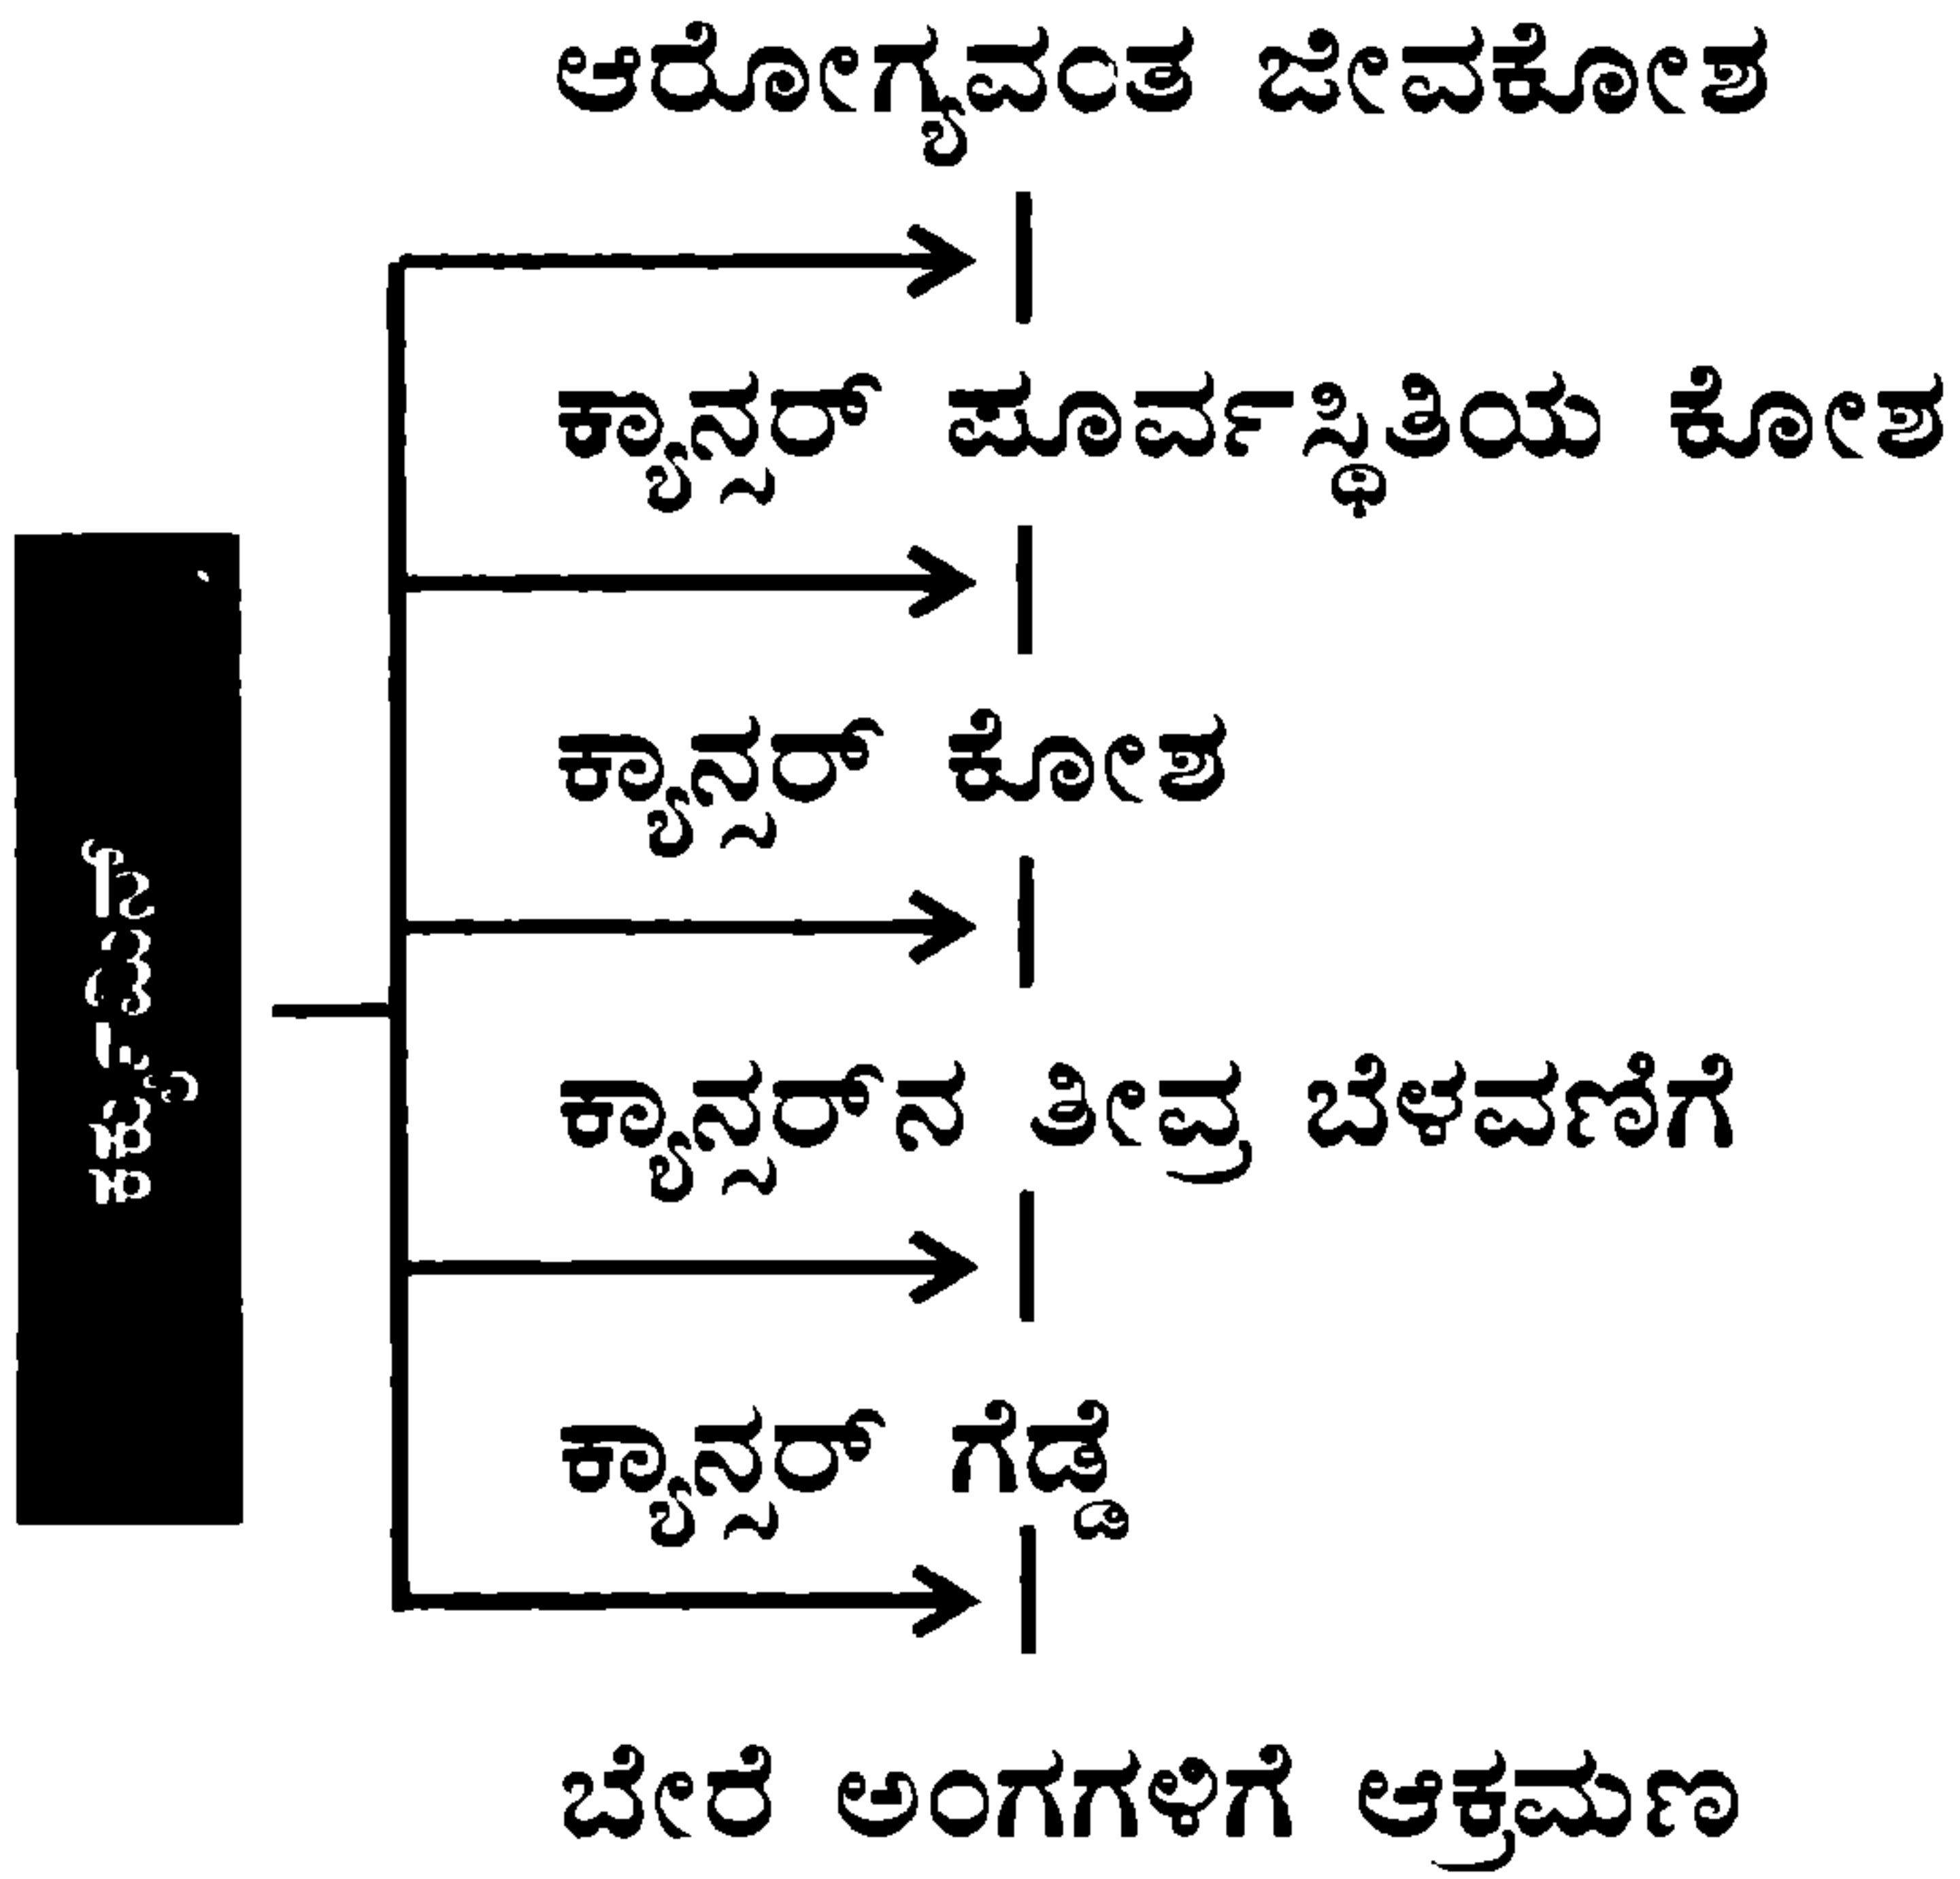 ಆರೋಗ್ಯವಂತ ಜೀವಕೋಶ
ಕ್ಯಾನ್ಸರ್ ಪೂರ್ವಸ್ಥಿತಿಯ ಕೋಶ
ಕ್ಯಾನ್ಸರ್ ಕೋಶ
ಕ್ಯಾನ್ಸರ್‌ನ ತೀವ್ರ ಬೆಳವಣಿಗೆ
ಕ್ಯಾನ್ಸರ್ ಗೆಡ್ಡೆ
ಬೇರೆ ಅಂಗಗಳಿಗೆ ಆಕ್ರಮಣ